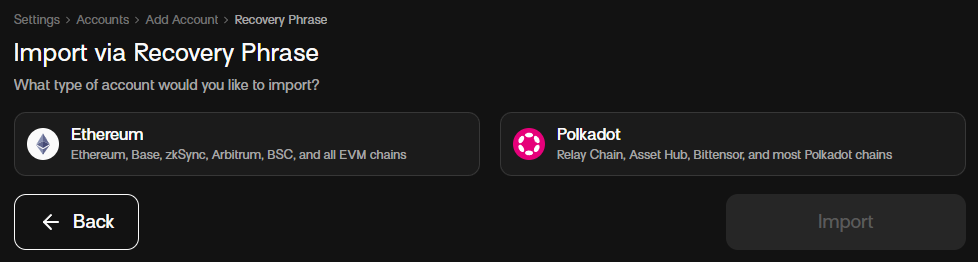 Settings > Accounts > Add Account > Recovery Phrase
Import via Recovery Phrase
What type of account would you like to import?
Ethereum
Ethereum, Base, zkSync, Arbitrum, BSC, and all EVM chains
Polkadot
Relay Chain, Asset Hub, Bittensor, and most Polkadot chains
Back
Import